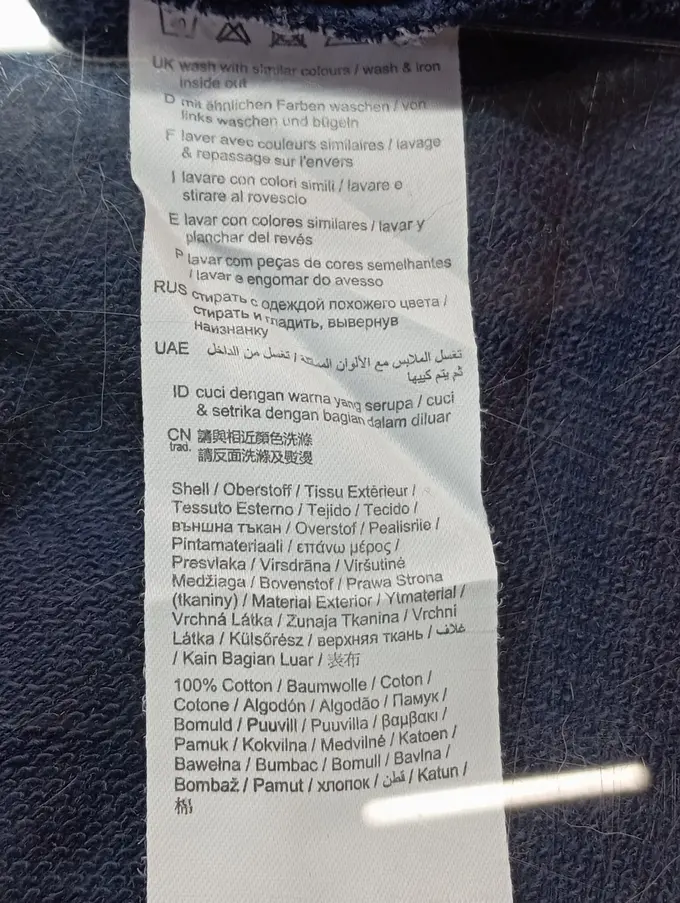 UK wash with similar colours / wash & iron
inside out
D mit ähnlichen Farben waschen / von
links waschen und bügeln
F laver avec couleurs similaires / lavage
& repassage sur l'envers
I lavare con colori simili / lavare e
stirare al rovescio
E lavar con colores similares / lavar y
planchar del revés
P lavar com peças de cores semelhantes
/ lavar e engomar do avesso
RUS стирать с одеждой похожего цвета /
стирать и гладить, вывернув
наизнанку
UAE تغسل الملابس مع الألوان / تغسل من الداخل
ثم يتم كييها
ID cuci dengan warna yang serupa / cuci
& setrika dengan bagian dalam diluar
CN 請與相近顏色洗滌
trad. 請反面洗滌及熨燙
Shell / Oberstoff / Tissu Extérieur /
Tessuto Esterno / Tejido / Tecido /
външна тъкан / Overstof / Pealisriie /
Pintamateriaali / επάνω μέρος /
Presvlaka / Virsdrāna / Viršutinė
Medžiaga / Bovenstof / Prawa Strona
(tkaniny) / Material Exterior / Ytmaterial /
Vrchná Látka / Zunaja Tkanina / Vrchni
Látka / Külsőrész / верхняя ткань / غلاف
/ Kain Bagian Luar / 表布
100% Cotton / Baumwolle / Coton /
Cotone / Algodón / Algodão / Памук /
Bomuld / Puuvill / Puuvilla / βαμβακι /
Pamuk / Kokvilna / Medvilnė / Katoen /
Bawełna / Bumbac / Bomull / Bavlna /
Bombaž / Pamut / хлопок / قطن / Katun /
棉